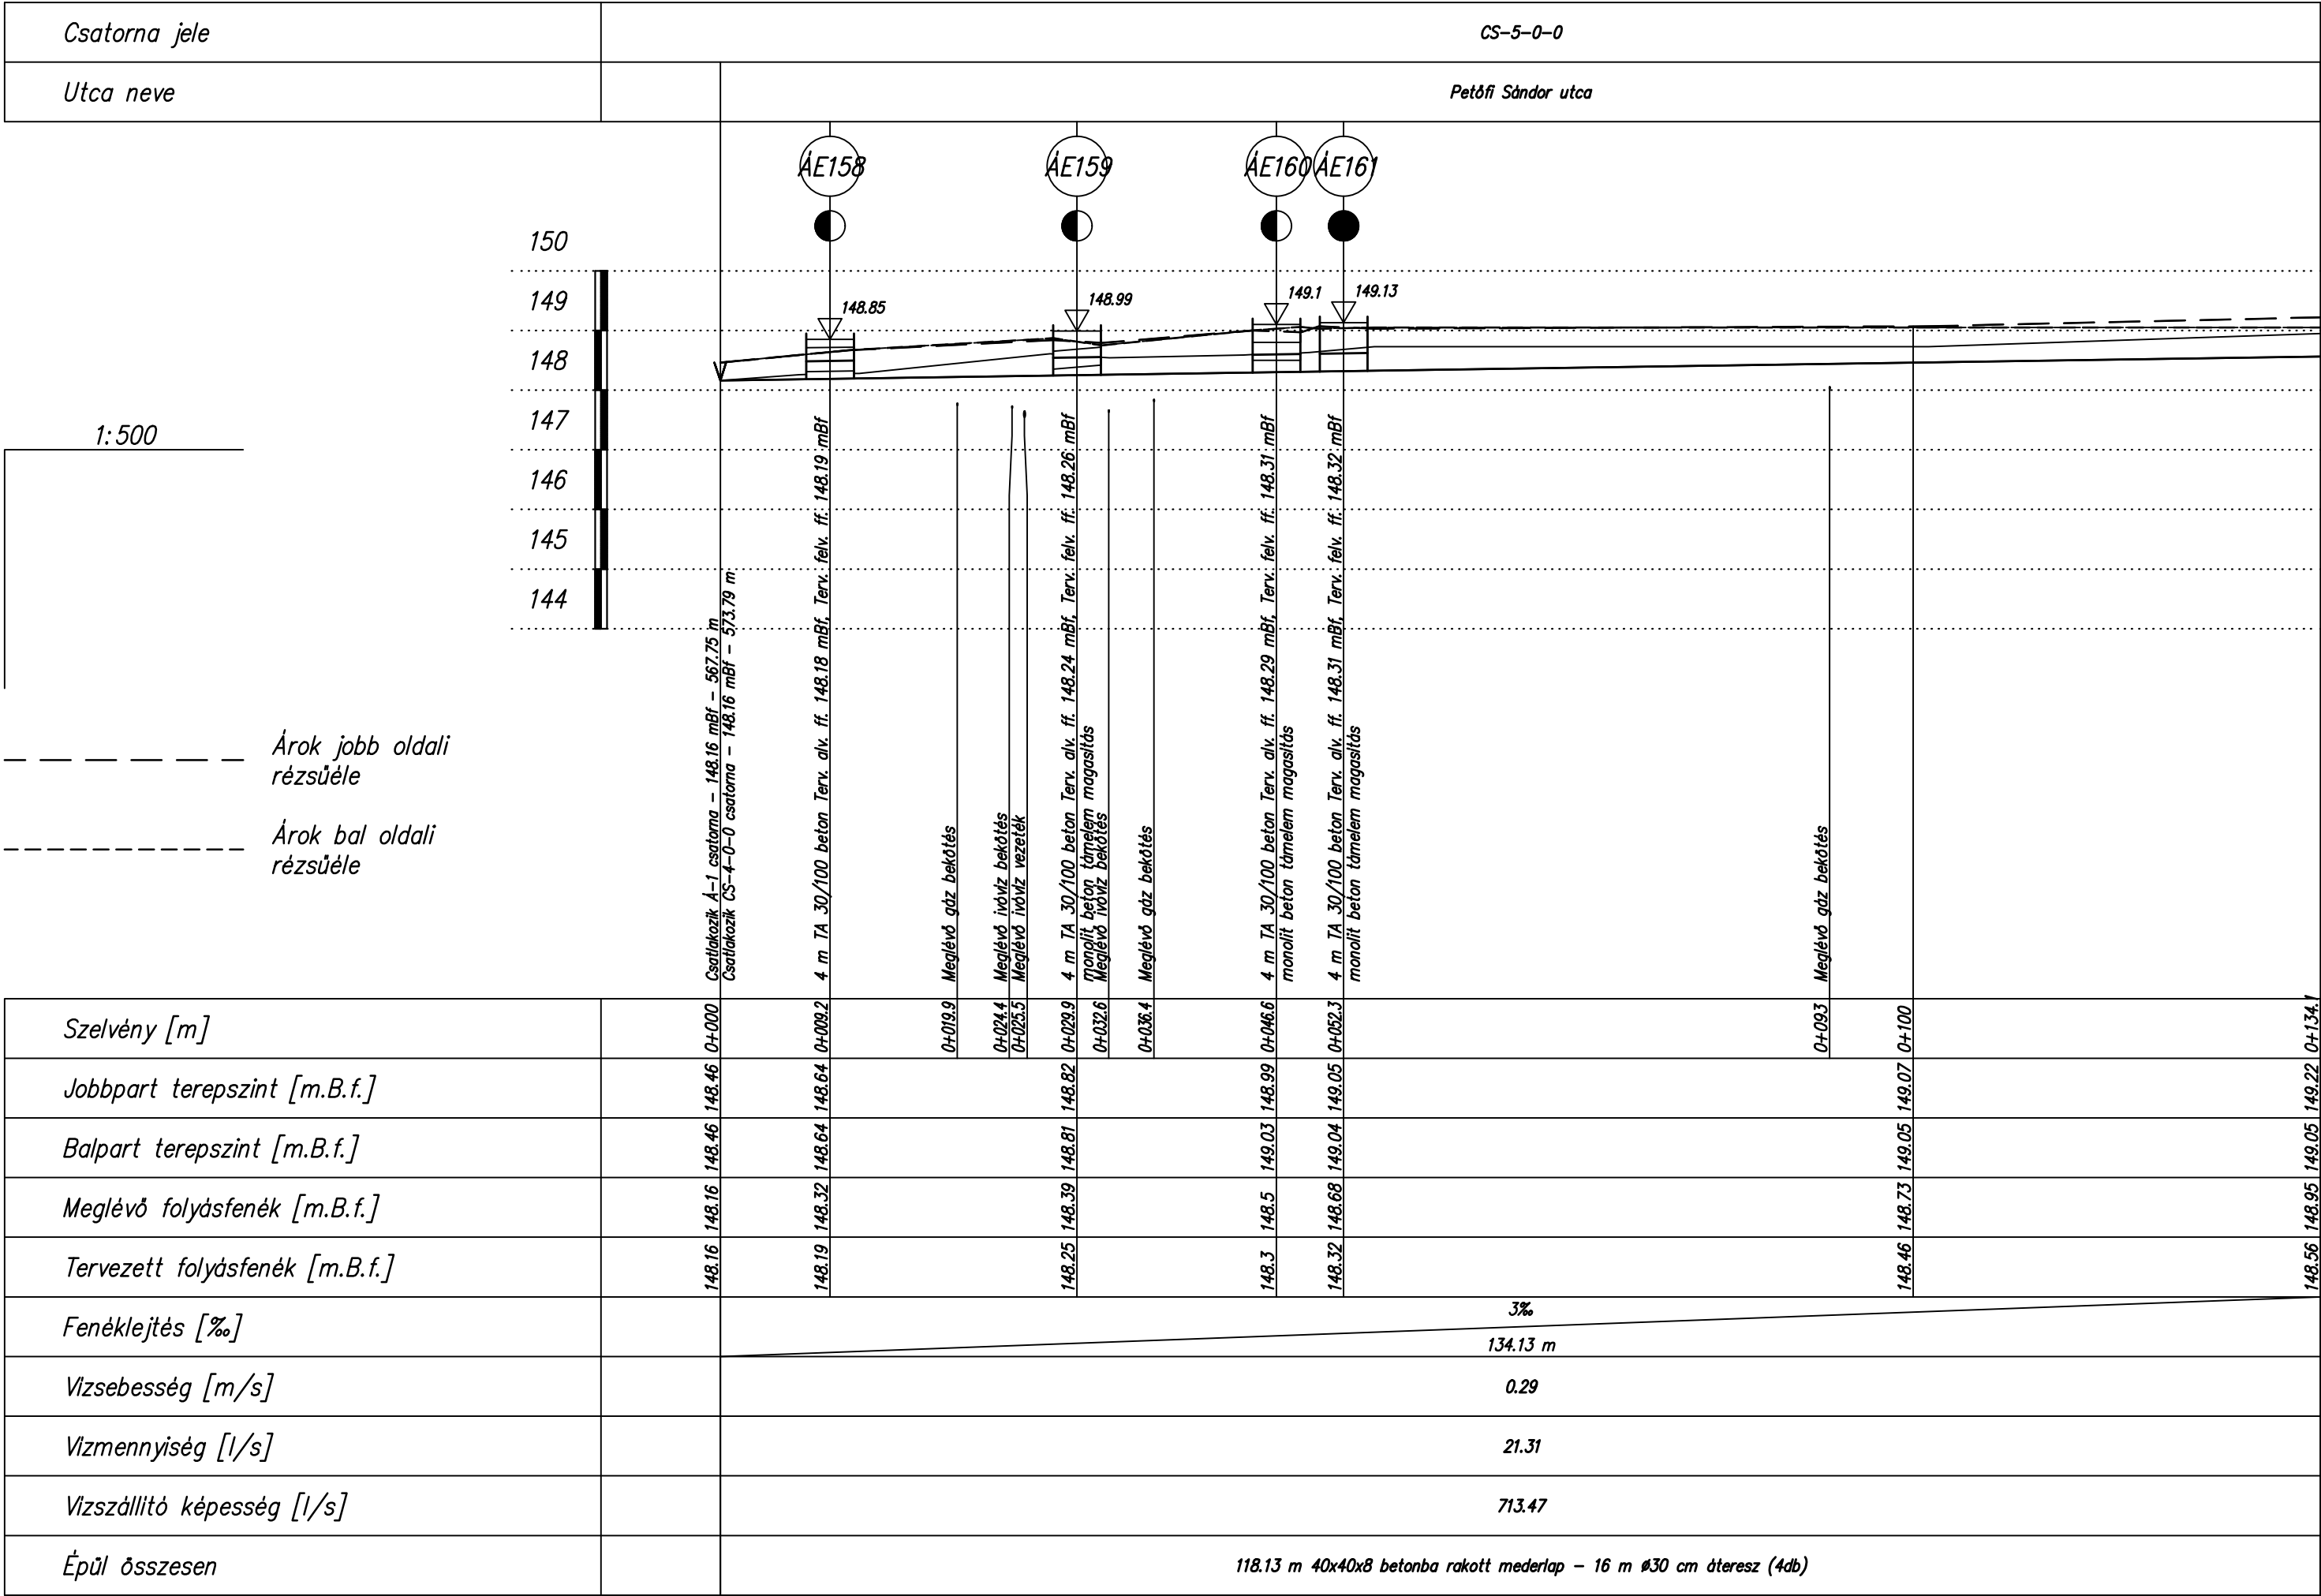 Csatorna jele
CS-5-0-0
Utca neve
Petőfi Sándor utca
ÁE158
ÁE159
ÁE160
ÁE161
150
149
148
147
146
145
144
148.85
148.99
149.1
149.13
1:500
Árok jobb oldali
rézsűéle
Árok bal oldali
rézsűéle
Csatlakozik Á-1 csatorna - 148.16 mBf - 567.75 m
Csatlakozik CS-4-0-0 csatorna - 148.16 mBf - 573.79 m
4 m TA 30/100 beton Terv. alv. ff. 148.18 mBf, Terv. felv. ff. 148.19 mBf
Meglévő gáz bekötés
Meglévő ivóvíz bekötés
Meglévő ivóvíz vezeték
4 m TA 30/100 beton Terv. alv. ff. 148.24 mBf, Terv. felv. ff. 148.26 mBf
monolit beton támelem magasítás
Meglévő ivóvíz bekötés
Meglévő gáz bekötés
4 m TA 30/100 beton Terv. alv. ff. 148.29 mBf, Terv. felv. ff. 148.31 mBf
monolit beton támelem magasítás
4 m TA 30/100 beton Terv. alv. ff. 148.31 mBf, Terv. felv. ff. 148.32 mBf
monolit beton támelem magasítás
Meglévő gáz bekötés
Szelvény [m]
0+000 0+009.2 0+019.9 0+024.4 0+025.5 0+029.9 0+032.6 0+036.4 0+046.6 0+052.3 0+093 0+100 0+134.1
Jobbpart terepszint [m.B.f.]
148.46 148.64 148.82 148.99 149.05 149.07 149.22
Balpart terepszint [m.B.f.]
148.46 148.64 148.81 149.03 149.04 149.05 149.05
Meglévő folyásfenék [m.B.f.]
148.16 148.32 148.39 148.5 148.68 148.73 148.95
Tervezett folyásfenék [m.B.f.]
148.16 148.19 148.25 148.3 148.32 148.46 148.56
Fenéklejtés [‰]
3‰
134.13 m
Vízsebesség [m/s]
0.29
Vízmennyiség [l/s]
21.31
Vízszállító képesség [l/s]
713.47
Épül összesen
118.13 m 40x40x8 betonba rakott mederlap - 16 m ø30 cm áteresz (4db)